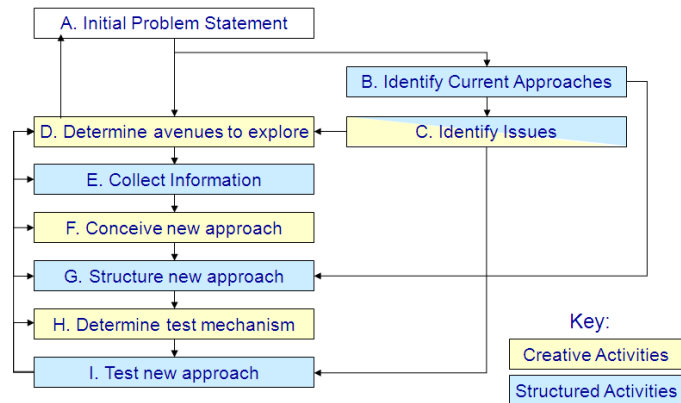 A. Initial Problem Statement
B. Identify Current Approaches
D. Determine avenues to explore
C. Identify Issues
E. Collect Information
F. Conceive new approach
G. Structure new approach
H. Determine test mechanism
I. Test new approach
Key:
Creative Activities
Structured Activities